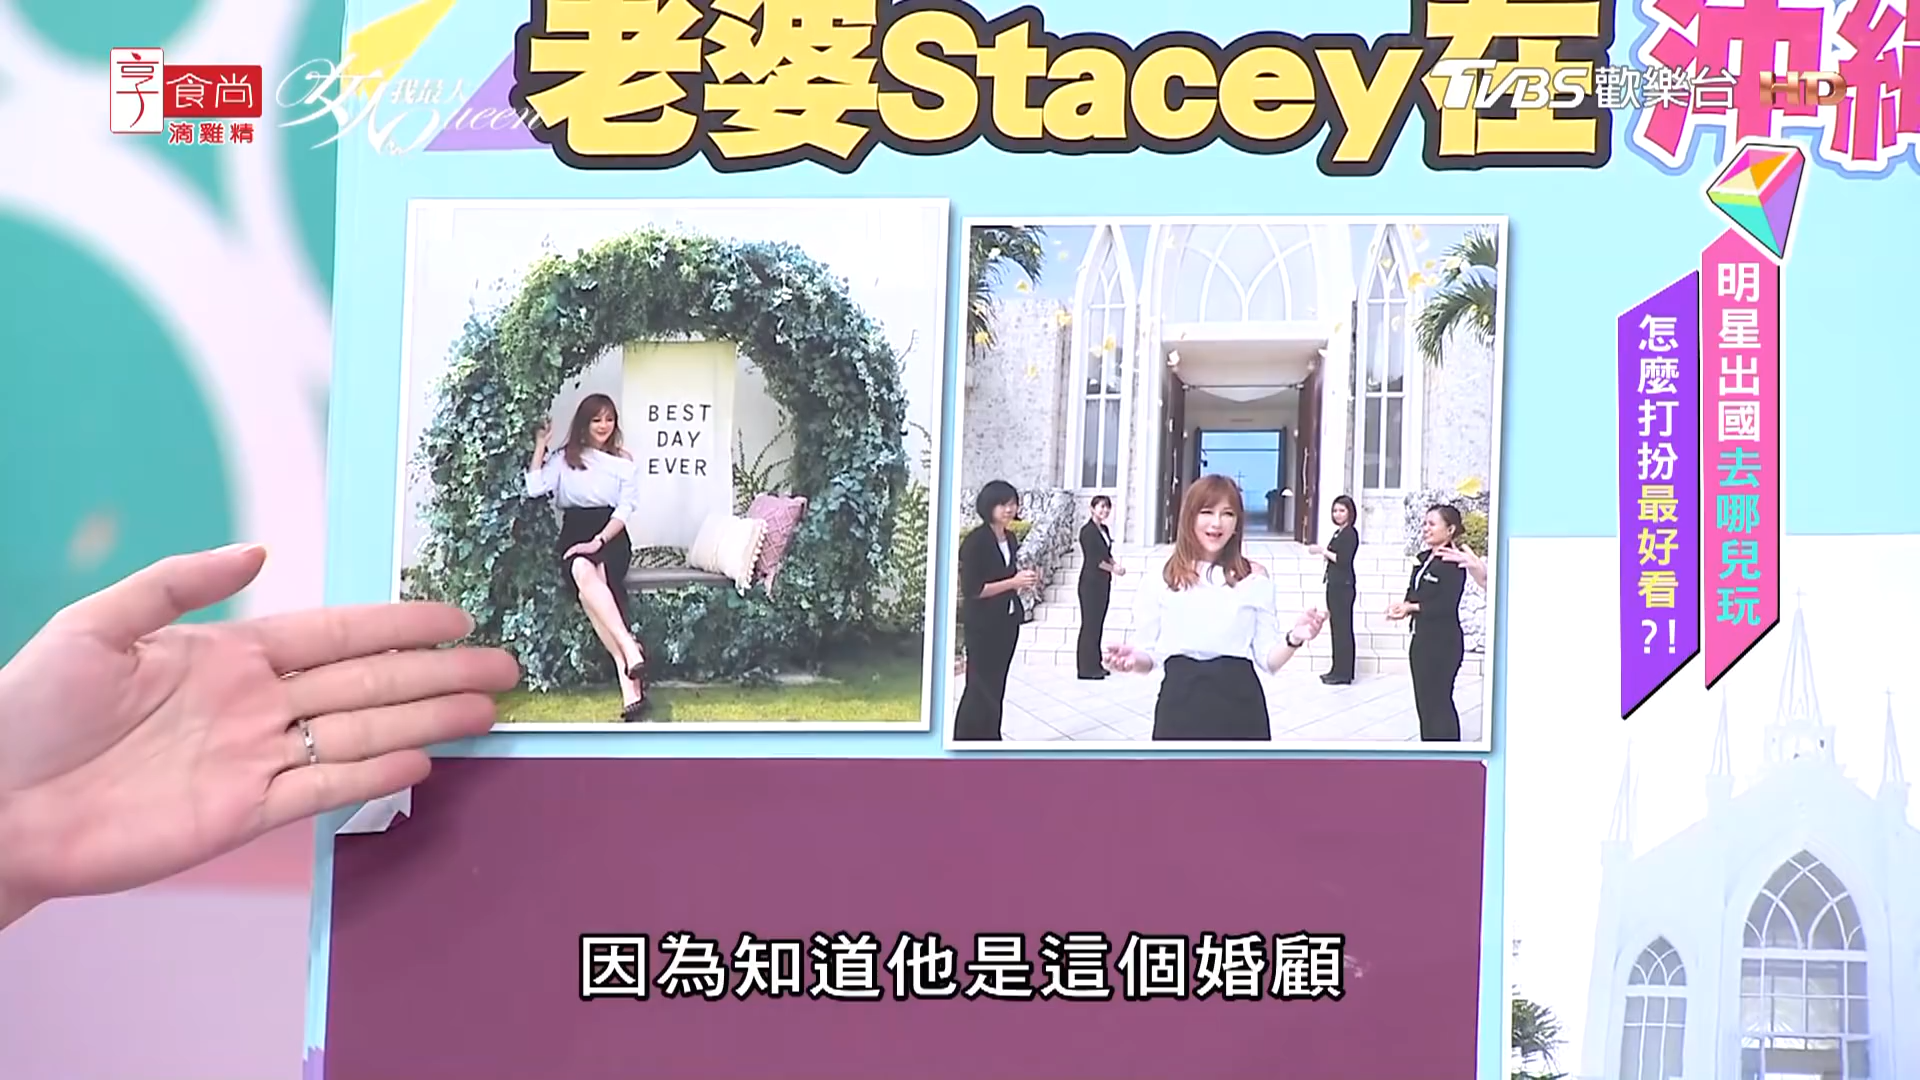 享
食尚
滴雞精
女人我最大
Queen
老婆Stacey在沖繩
TVBS歡樂台 HD
明星出國去哪兒玩
怎麼打扮最好看?!
BEST
DAY
EVER
因為知道他是這個婚顧